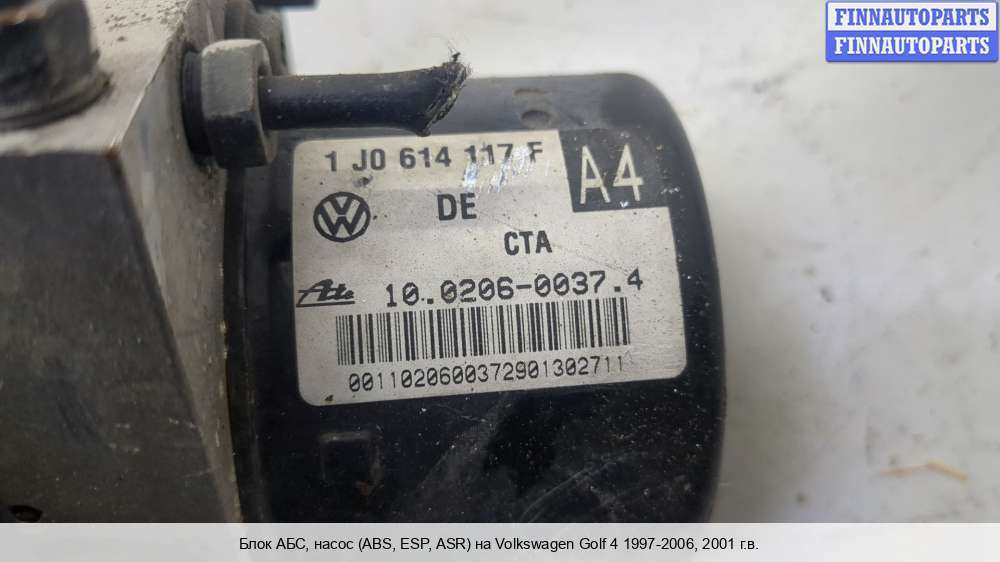 FINNAUTOPARTS
FINNAUTOPARTS
1 J0 614 117 F
A4
VW
DE
CTA
Ate
10.0206-0037.4
0011020600372901302711
Блок АБС, насос (ABS, ESP, ASR) на Volkswagen Golf 4 1997-2006, 2001 г.в.